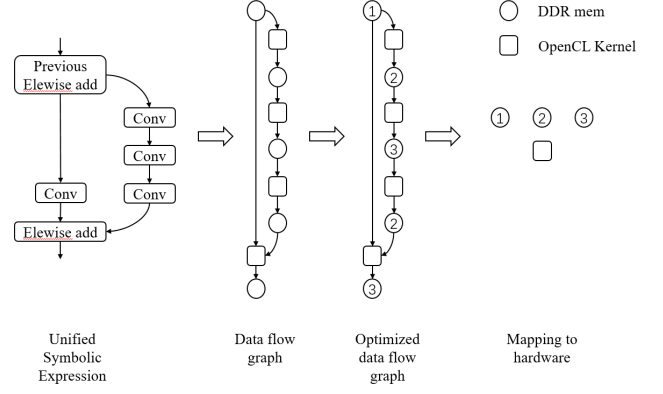 Previous
Elewise add
Conv
Conv
Conv
Conv
Elewise add
1
2
3
2
3
DDR mem
OpenCL Kernel
1 2 3
Unified
Symbolic
Expression
Data flow
graph
Optimized
data flow
graph
Mapping to
hardware